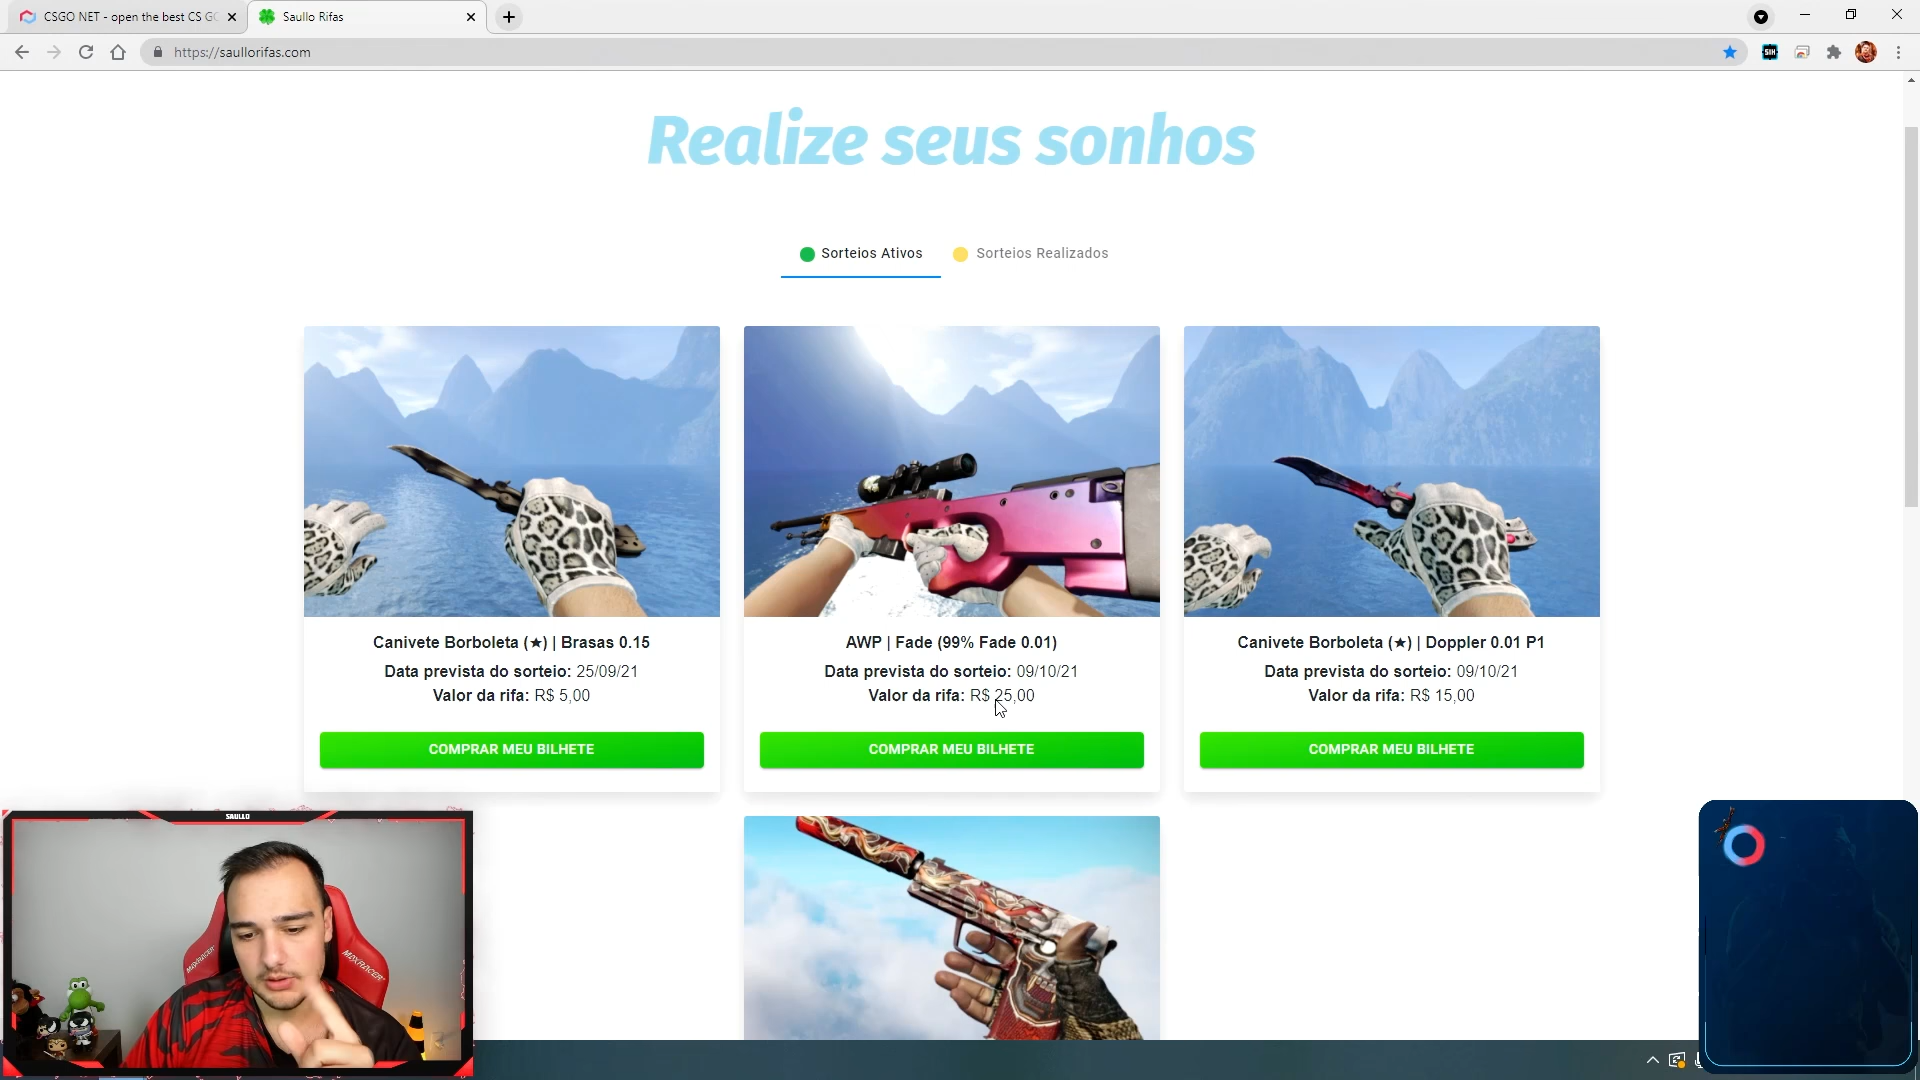 CSGO NET - open the best CS GO
Saullo Rifas
https://saullorifas.com
SIH
Realize seus sonhos
Sorteios Ativos
Sorteios Realizados
Canivete Borboleta (★) | Brasas 0.15
Data prevista do sorteio: 25/09/21
Valor da rifa: R$ 5,00
COMPRAR MEU BILHETE
AWP | Fade (99% Fade 0.01)
Data prevista do sorteio: 09/10/21
Valor da rifa: R$ 25,00
COMPRAR MEU BILHETE
Canivete Borboleta (★) | Doppler 0.01 P1
Data prevista do sorteio: 09/10/21
Valor da rifa: R$ 15,00
COMPRAR MEU BILHETE
SAULLO
MAXRACER
MAXRACER